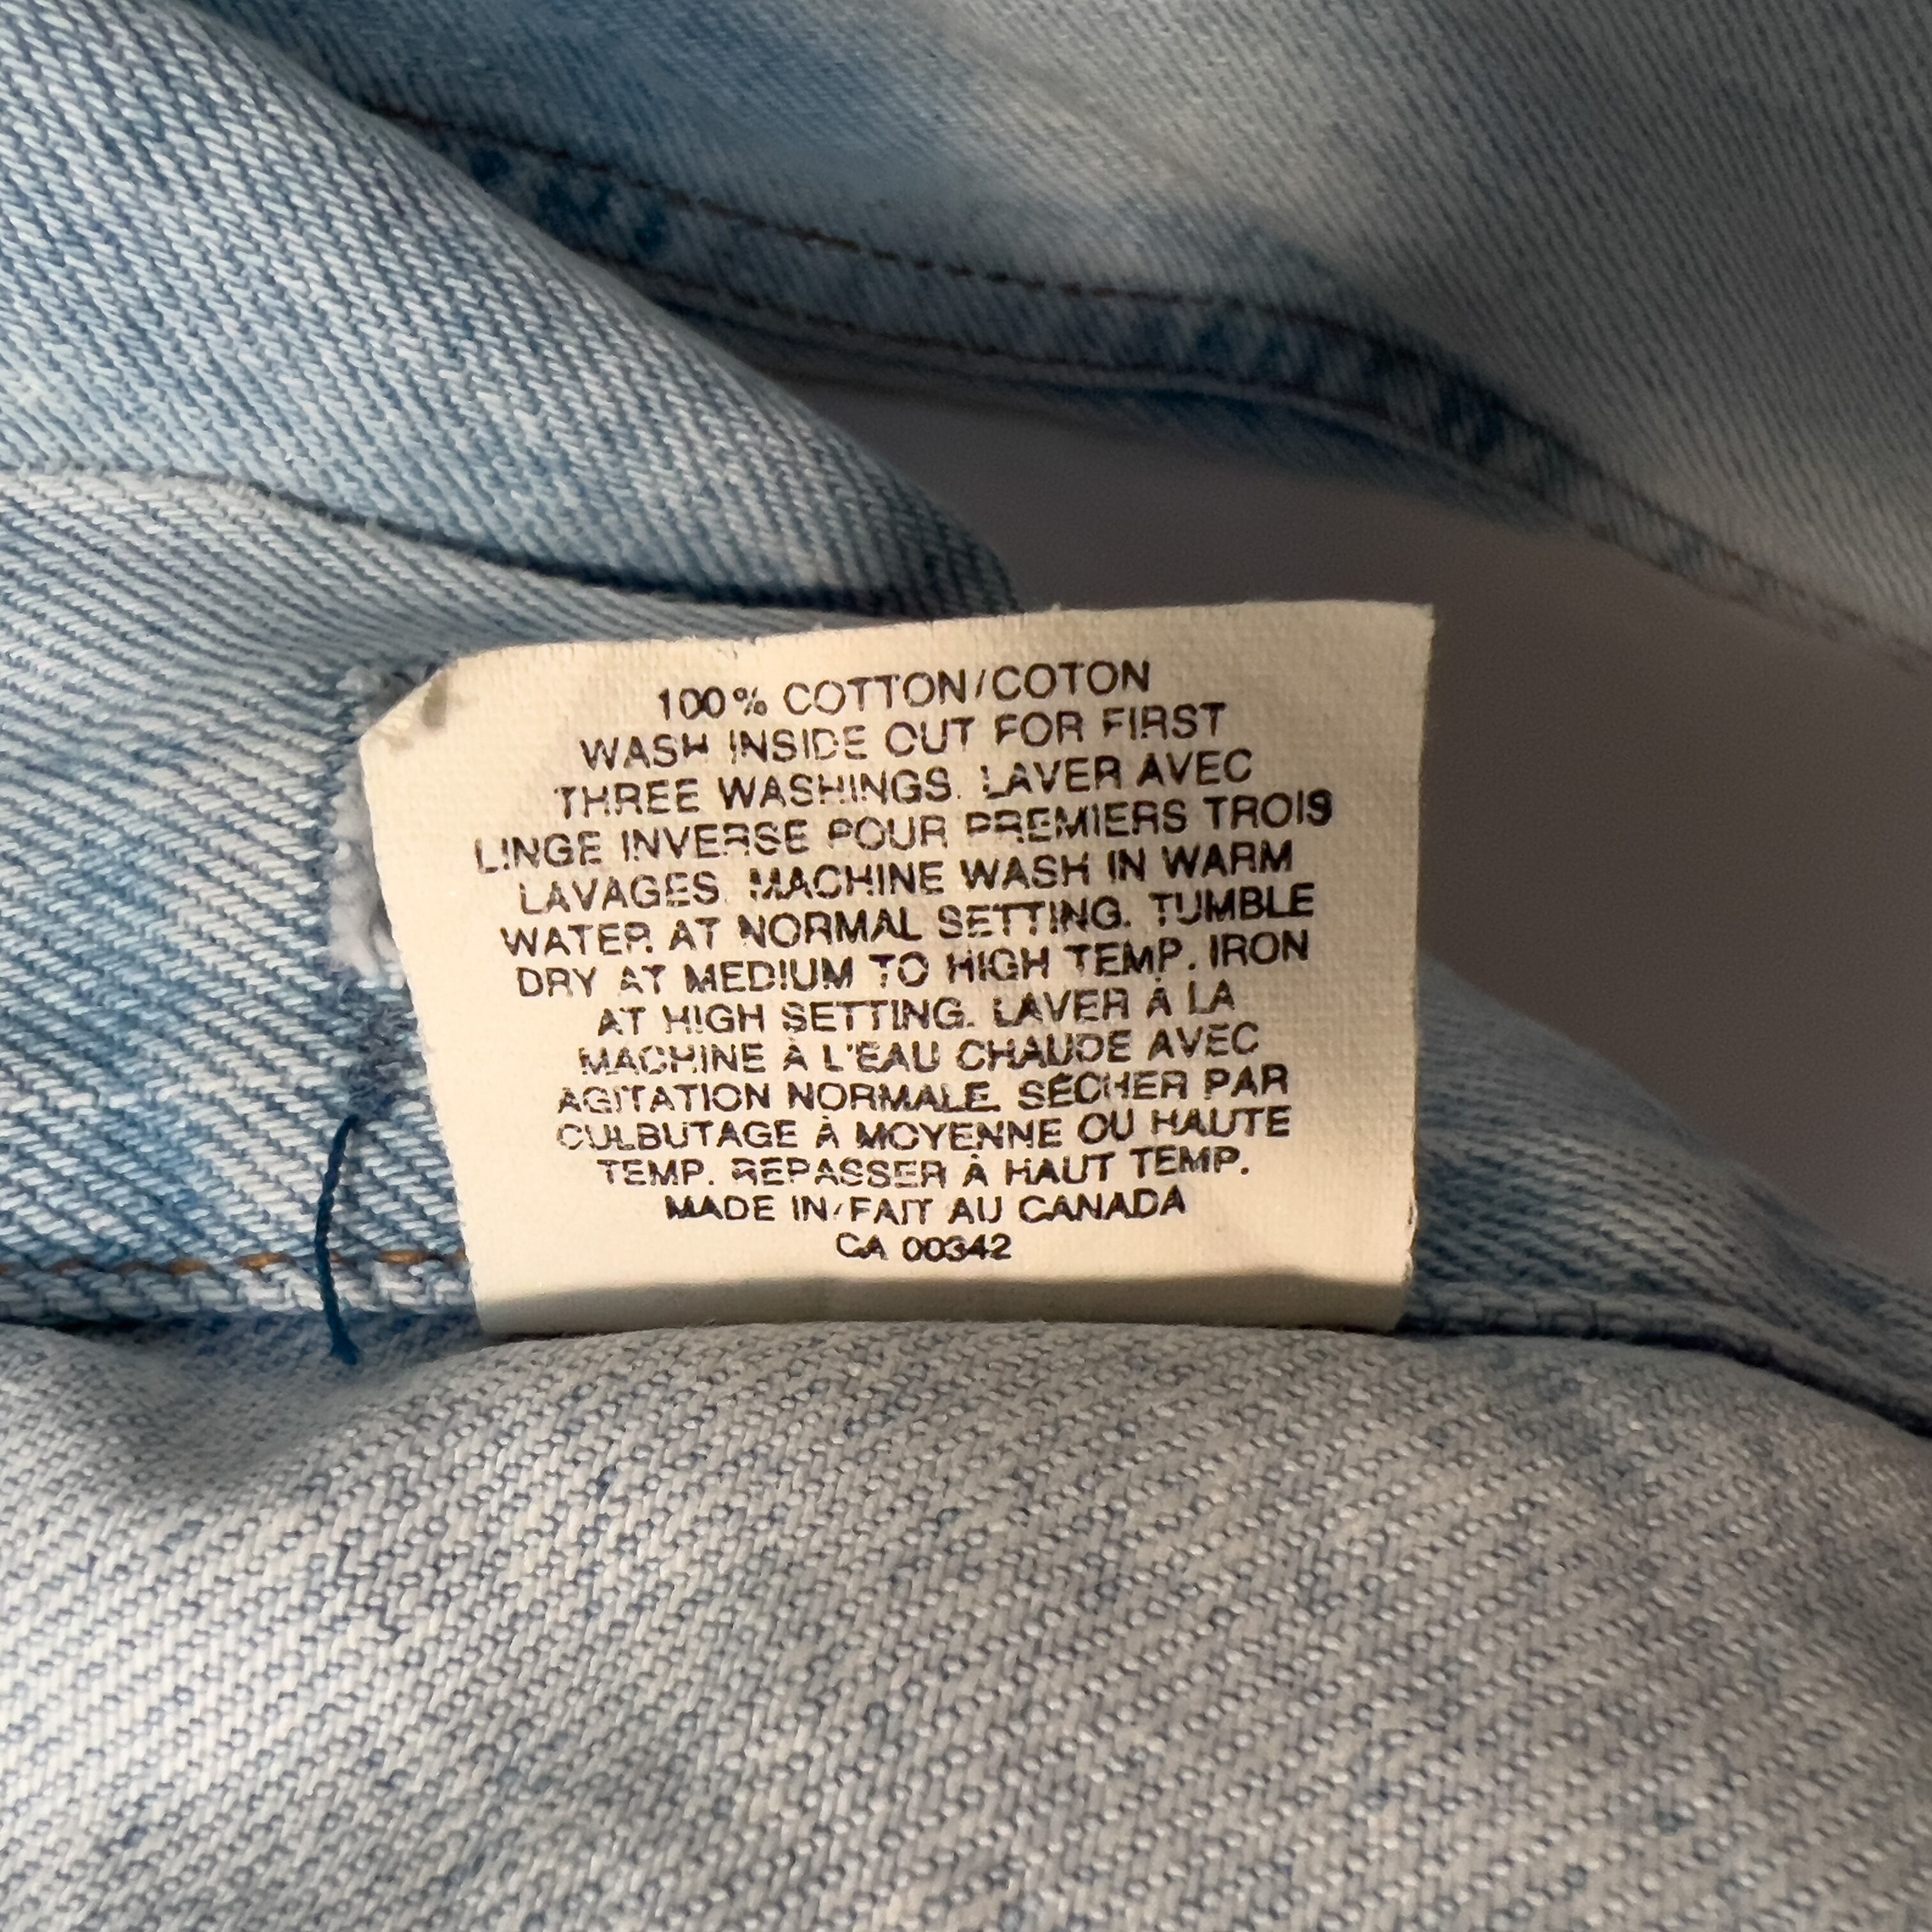 100% COTTON/COTON
WASH INSIDE OUT FOR FIRST
THREE WASHINGS. LAVER AVEC
LINGE INVERSE POUR PREMIERS TROIS
LAVAGES. MACHINE WASH IN WARM
WATER. AT NORMAL SETTING. TUMBLE
DRY AT MEDIUM TO HIGH TEMP. IRON
AT HIGH SETTING. LAVER À LA
MACHINE À L'EAU CHAUDE AVEC
AGITATION NORMALE. SÉCHER PAR
CULBUTAGE À MOYENNE OU HAUTE
TEMP. REPASSER À HAUT TEMP.
MADE IN/FAIT AU CANADA
CA 00342